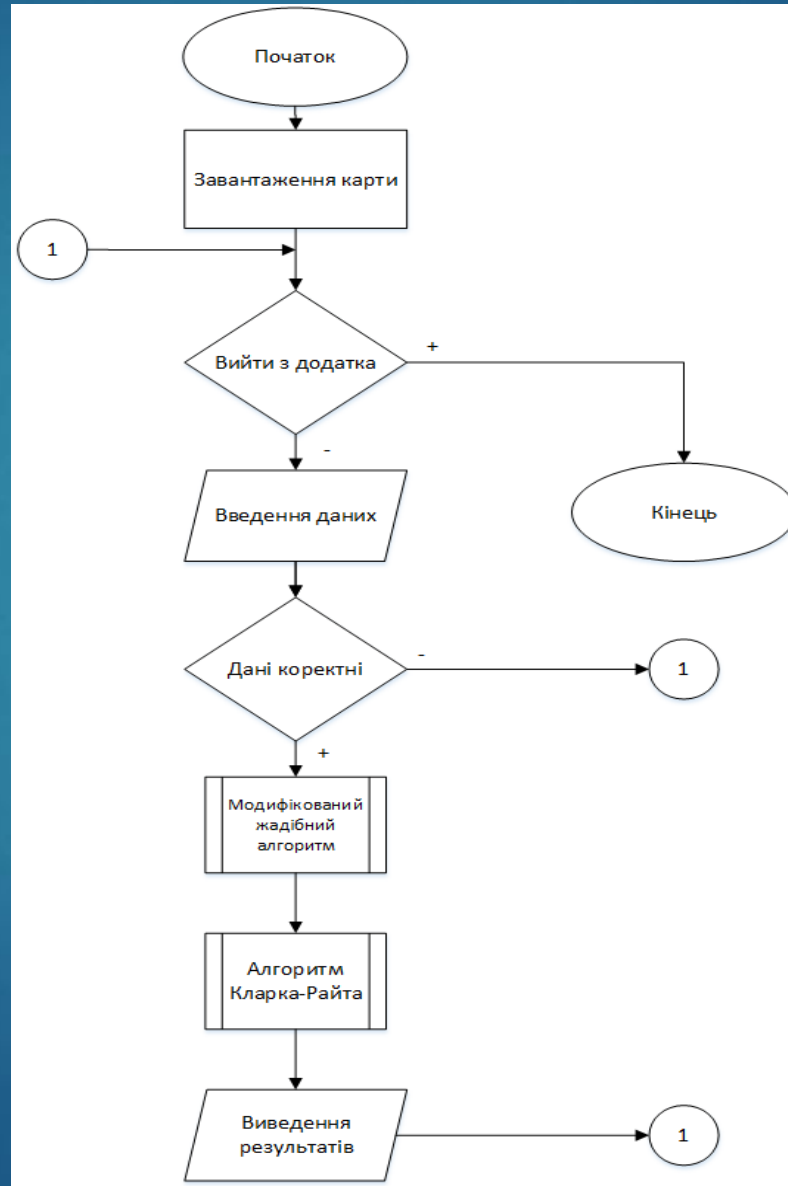 Початок
Завантаження карти
1
Вийти з додатка
+
-
Введення даних
Кінець
Дані коректні
-
1
+
Модифікований
жадібний
алгоритм
Алгоритм
Кларка-Райта
Виведення
результатів
1